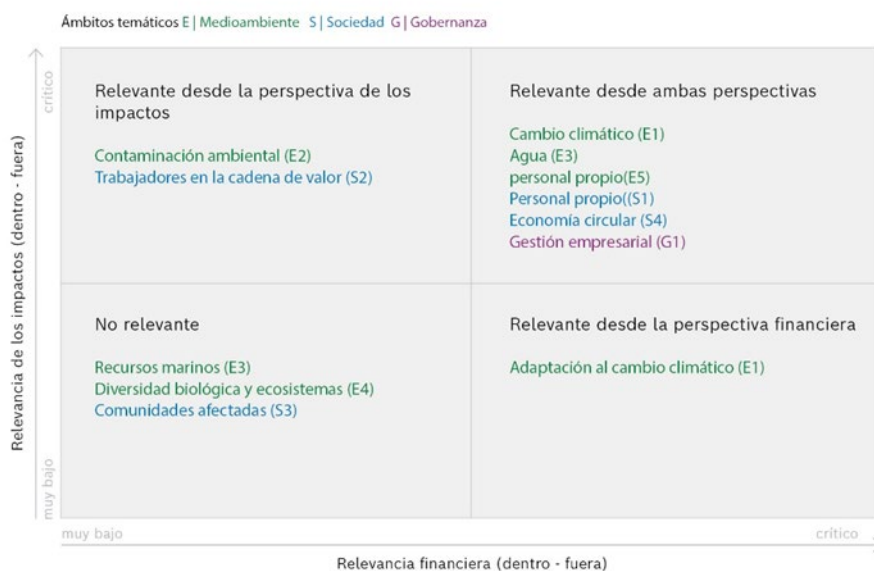 Ámbitos temáticos E | Medioambiente S | Sociedad G | Gobernanza
crítico
Relevancia de los impactos (dentro - fuera)
muy bajo
Relevante desde la perspectiva de los
impactos
Contaminación ambiental (E2)
Trabajadores en la cadena de valor (S2)
Relevante desde ambas perspectivas
Cambio climático (E1)
Agua (E3)
personal propio(E5)
Personal propio((S1)
Economía circular (S4)
Gestión empresarial (G1)
No relevante
Recursos marinos (E3)
Diversidad biológica y ecosistemas (E4)
Comunidades afectadas (S3)
Relevante desde la perspectiva financiera
Adaptación al cambio climático (E1)
muy bajo
crítico
Relevancia financiera (dentro - fuera)